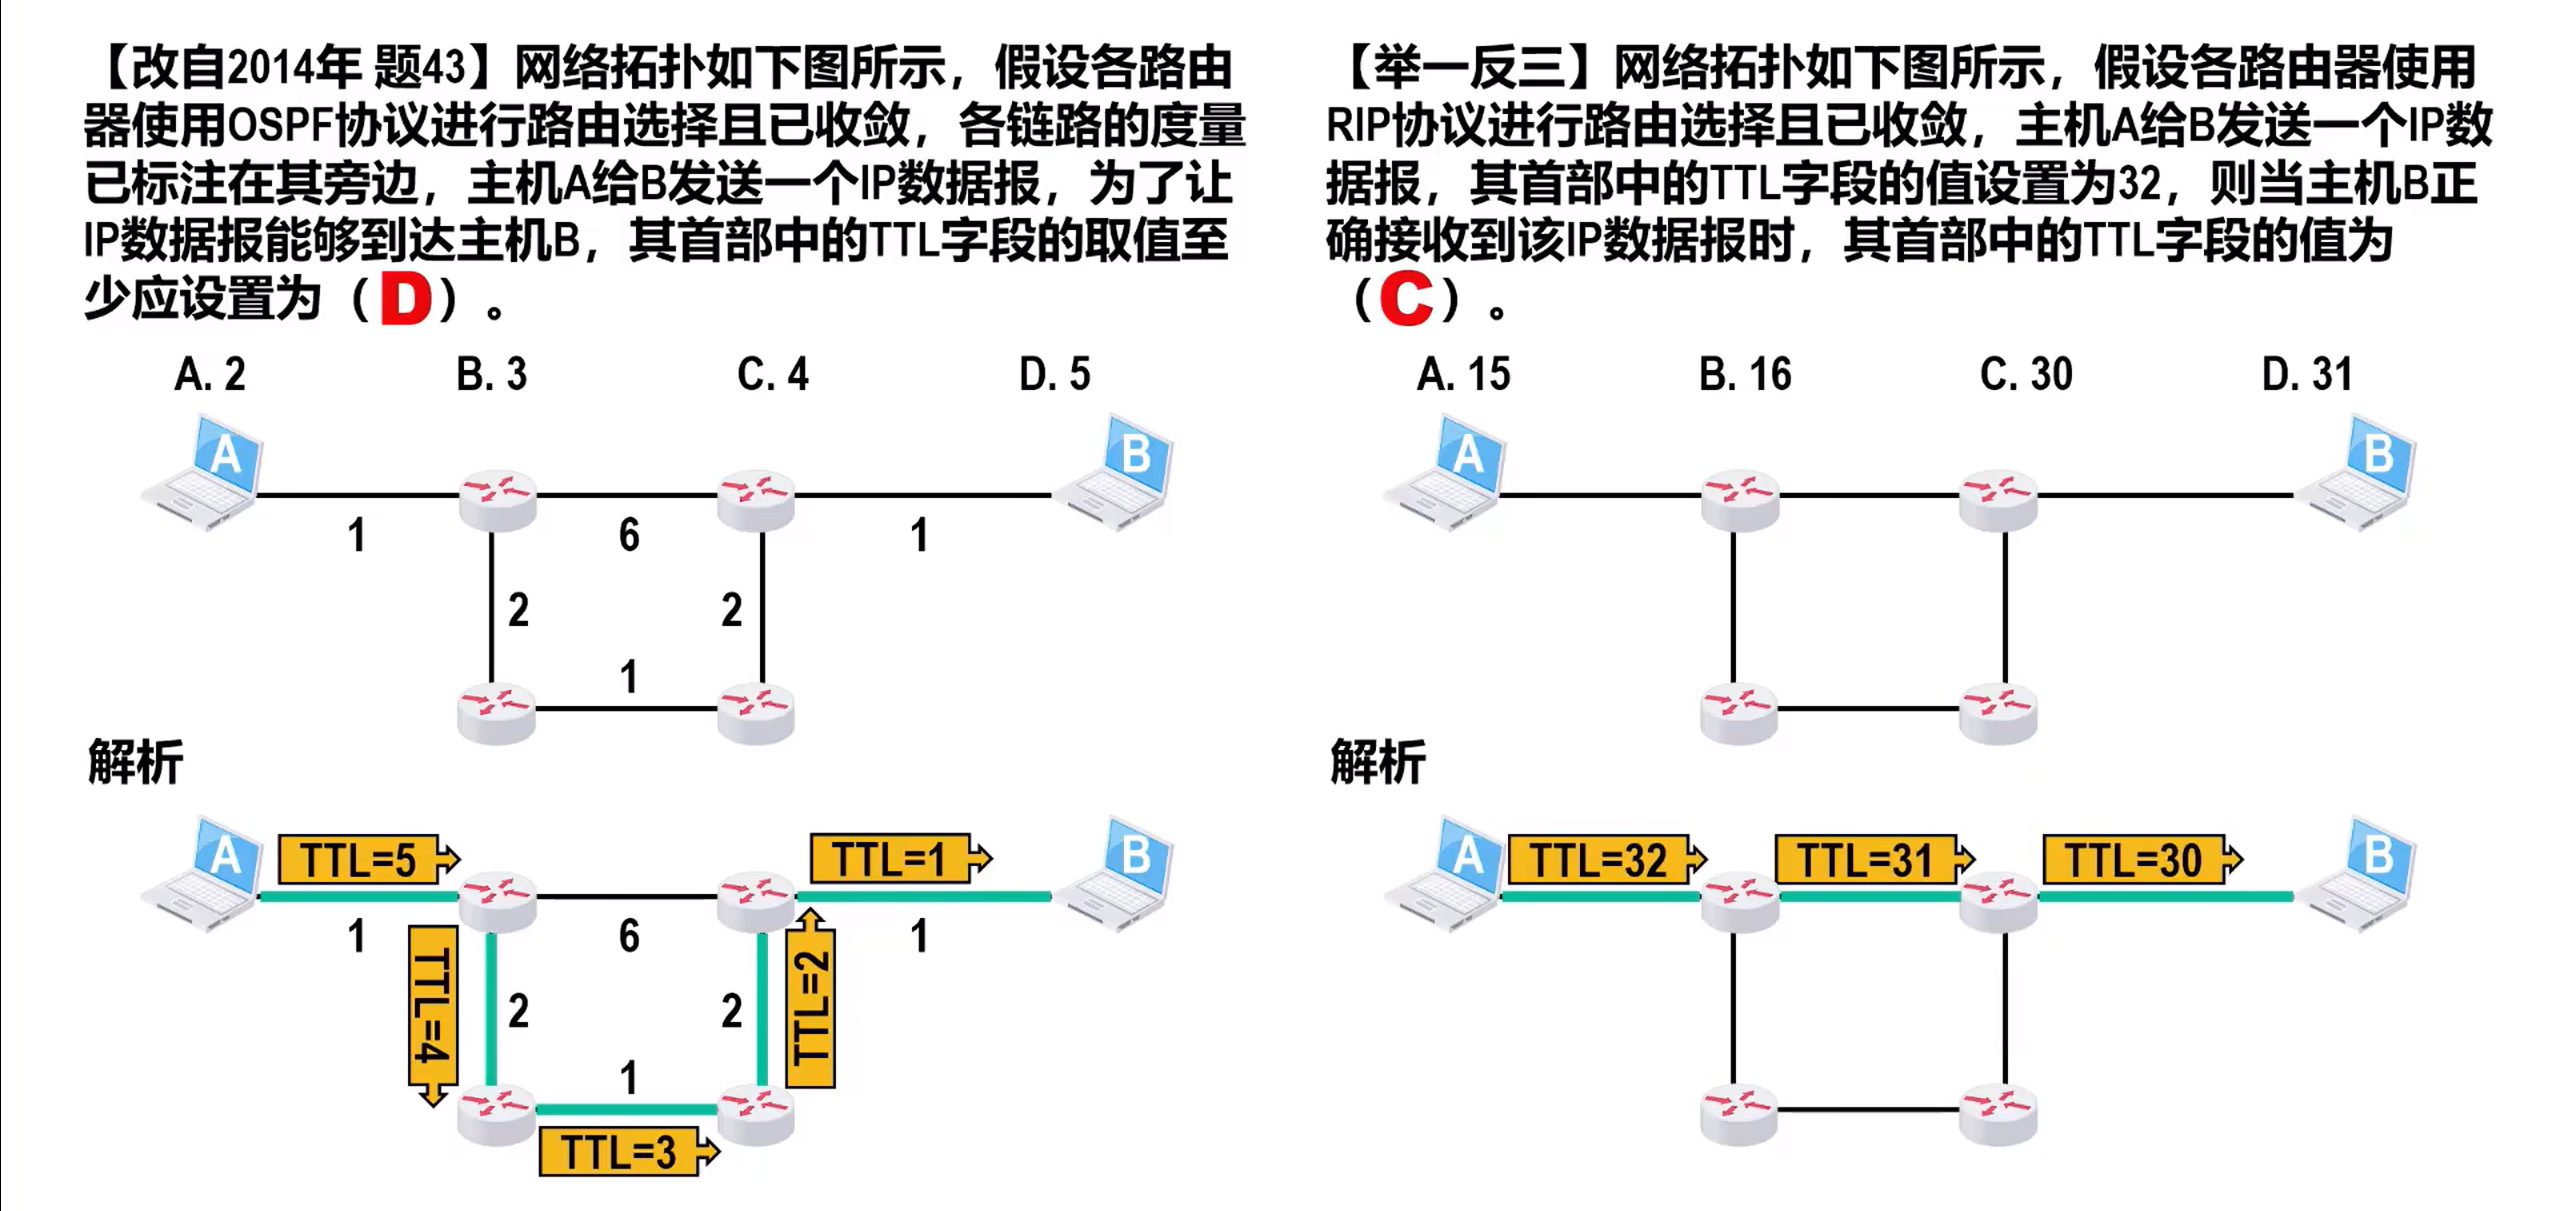 【改自2014年 题43】网络拓扑如下图所示，假设各路由
器使用OSPF协议进行路由选择且已收敛，各链路的度量
已标注在其旁边，主机A给B发送一个IP数据报，为了让
IP数据报能够到达主机B，其首部中的TTL字段的取值至
少应设置为（D）。
A. 2 B. 3 C. 4 D. 5
A B
1 6 1
2 2
1
解析
A TTL=5 TTL=1 B
1 6 1
TTL=4 2 2 TTL=2
1
TTL=3
【举一反三】网络拓扑如下图所示，假设各路由器使用
RIP协议进行路由选择且已收敛，主机A给B发送一个IP数
据报，其首部中的TTL字段的值设置为32，则当主机B正
确接收到该IP数据报时，其首部中的TTL字段的值为
（C）。
A. 15 B. 16 C. 30 D. 31
A B
解析
A TTL=32 TTL=31 TTL=30 B